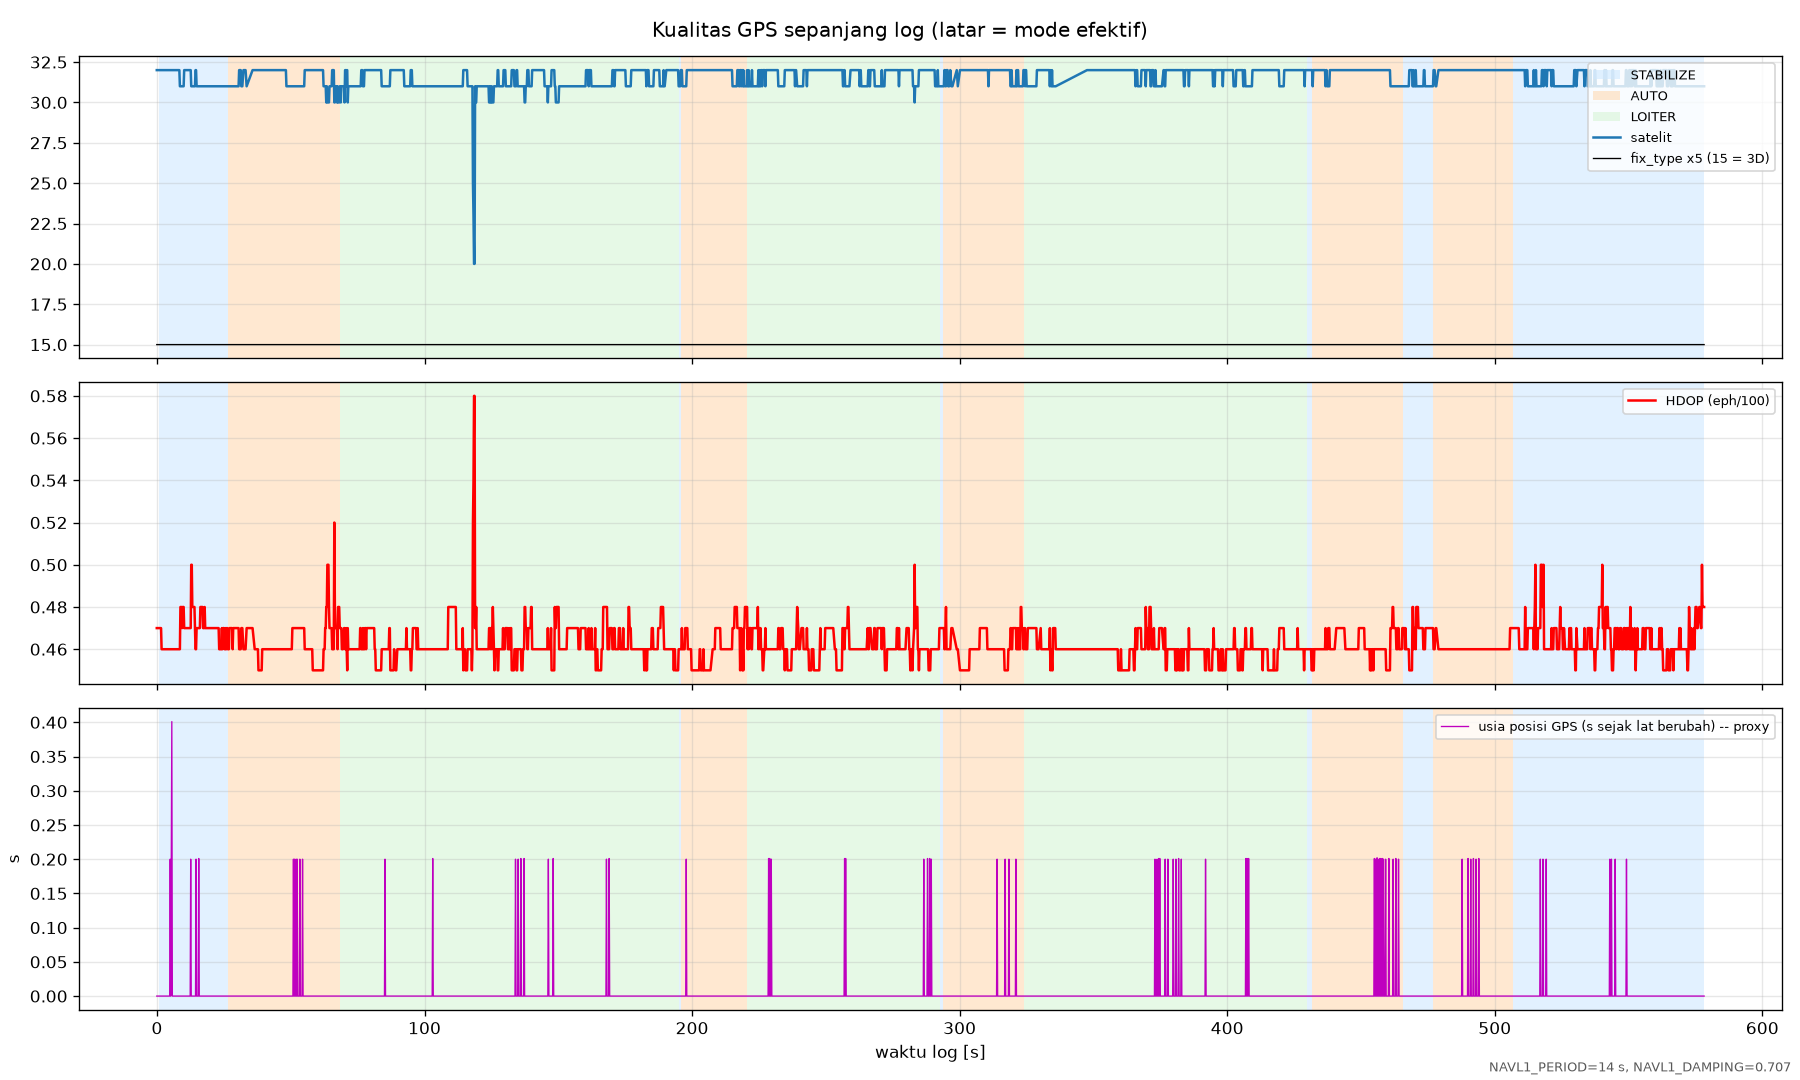 Kualitas GPS sepanjang log (latar = mode efektif)
32.5
30.0
27.5
25.0
22.5
20.0
17.5
15.0
STABILIZE
AUTO
LOITER
satelit
fix_type x5 (15 = 3D)
0.58
0.56
0.54
0.52
0.50
0.48
0.46
HDOP (eph/100)
0.40
0.35
0.30
0.25
0.20
0.15
0.10
0.05
0.00
s
usia posisi GPS (s sejak lat berubah) -- proxy
0 100 200 300 400 500 600
waktu log [s]
NAVL1_PERIOD=14 s, NAVL1_DAMPING=0.707